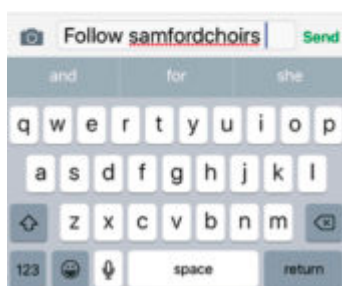 Follow samfordchoirs Send
and for she
q w e r t y u i o p
a s d f g h j k l
z x c v b n m
123 space return